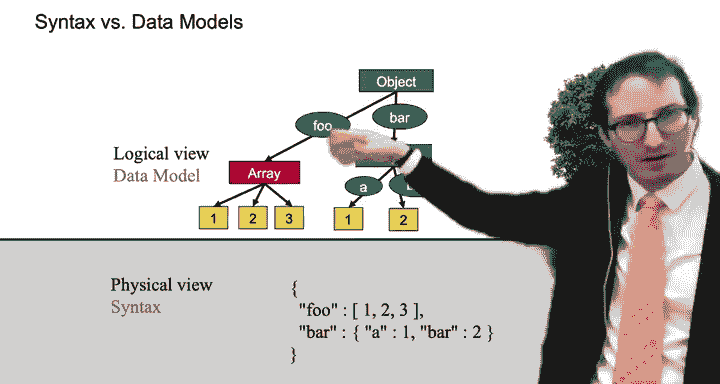 Syntax vs. Data Models
Object
foo
bar
Logical view
Data Model
Array
a
1
2
3
1
2
Physical view
Syntax
{
"foo" : [ 1, 2, 3 ],
"bar" : { "a" : 1, "bar" : 2 }
}